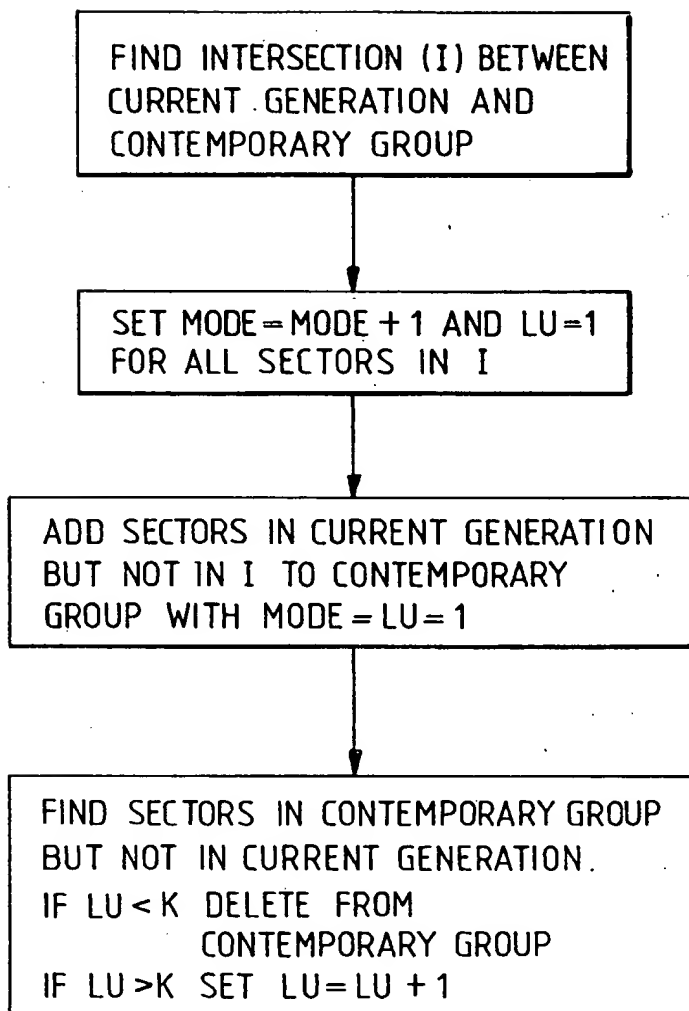 FIND INTERSECTION (I) BETWEEN
CURRENT GENERATION AND
CONTEMPORARY GROUP
SET MODE=MODE + 1 AND LU=1
FOR ALL SECTORS IN I
ADD SECTORS IN CURRENT GENERATION
BUT NOT IN I TO CONTEMPORARY
GROUP WITH MODE=LU=1
FIND SECTORS IN CONTEMPORARY GROUP
BUT NOT IN CURRENT GENERATION.
IF LU<K DELETE FROM
CONTEMPORARY GROUP
IF LU>K SET LU=LU + 1